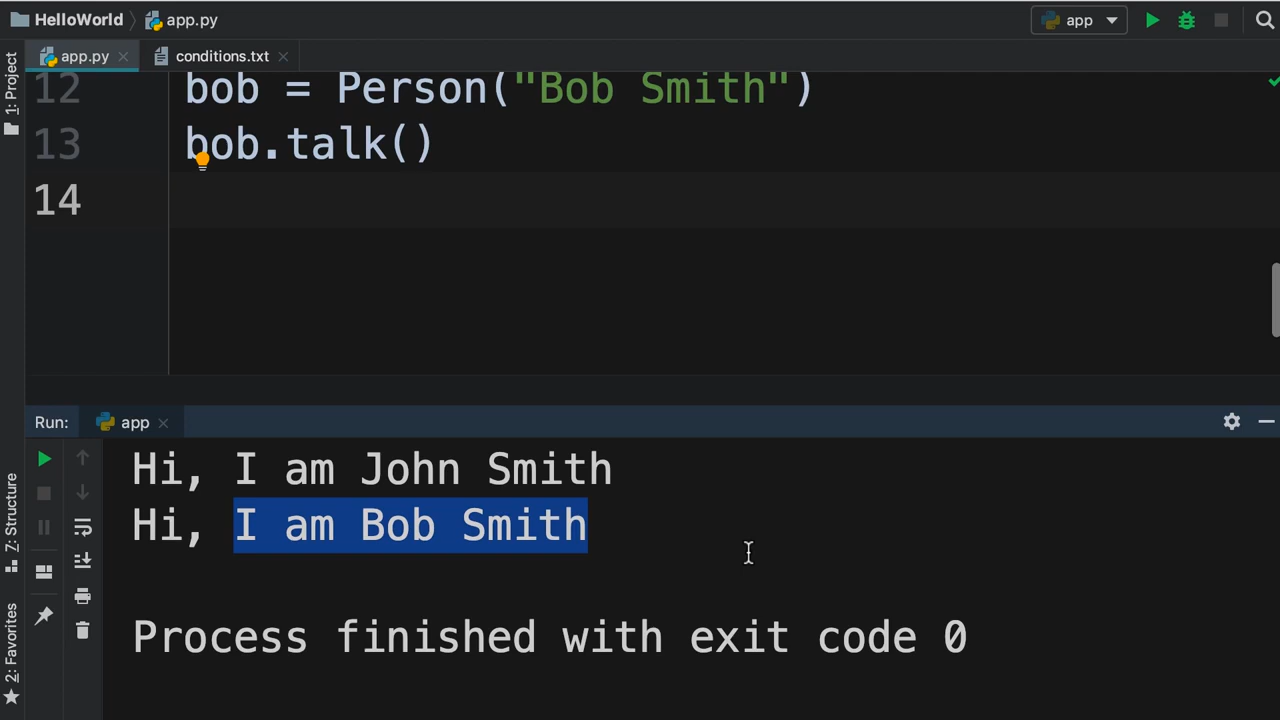 HelloWorld app.py app
app.py conditions.txt
1: Project
12 bob = Person("Bob Smith")
13 bob.talk()
14
Run: app
Hi, I am John Smith
Hi, I am Bob Smith
Process finished with exit code 0
Z: Structure
2: Favorites